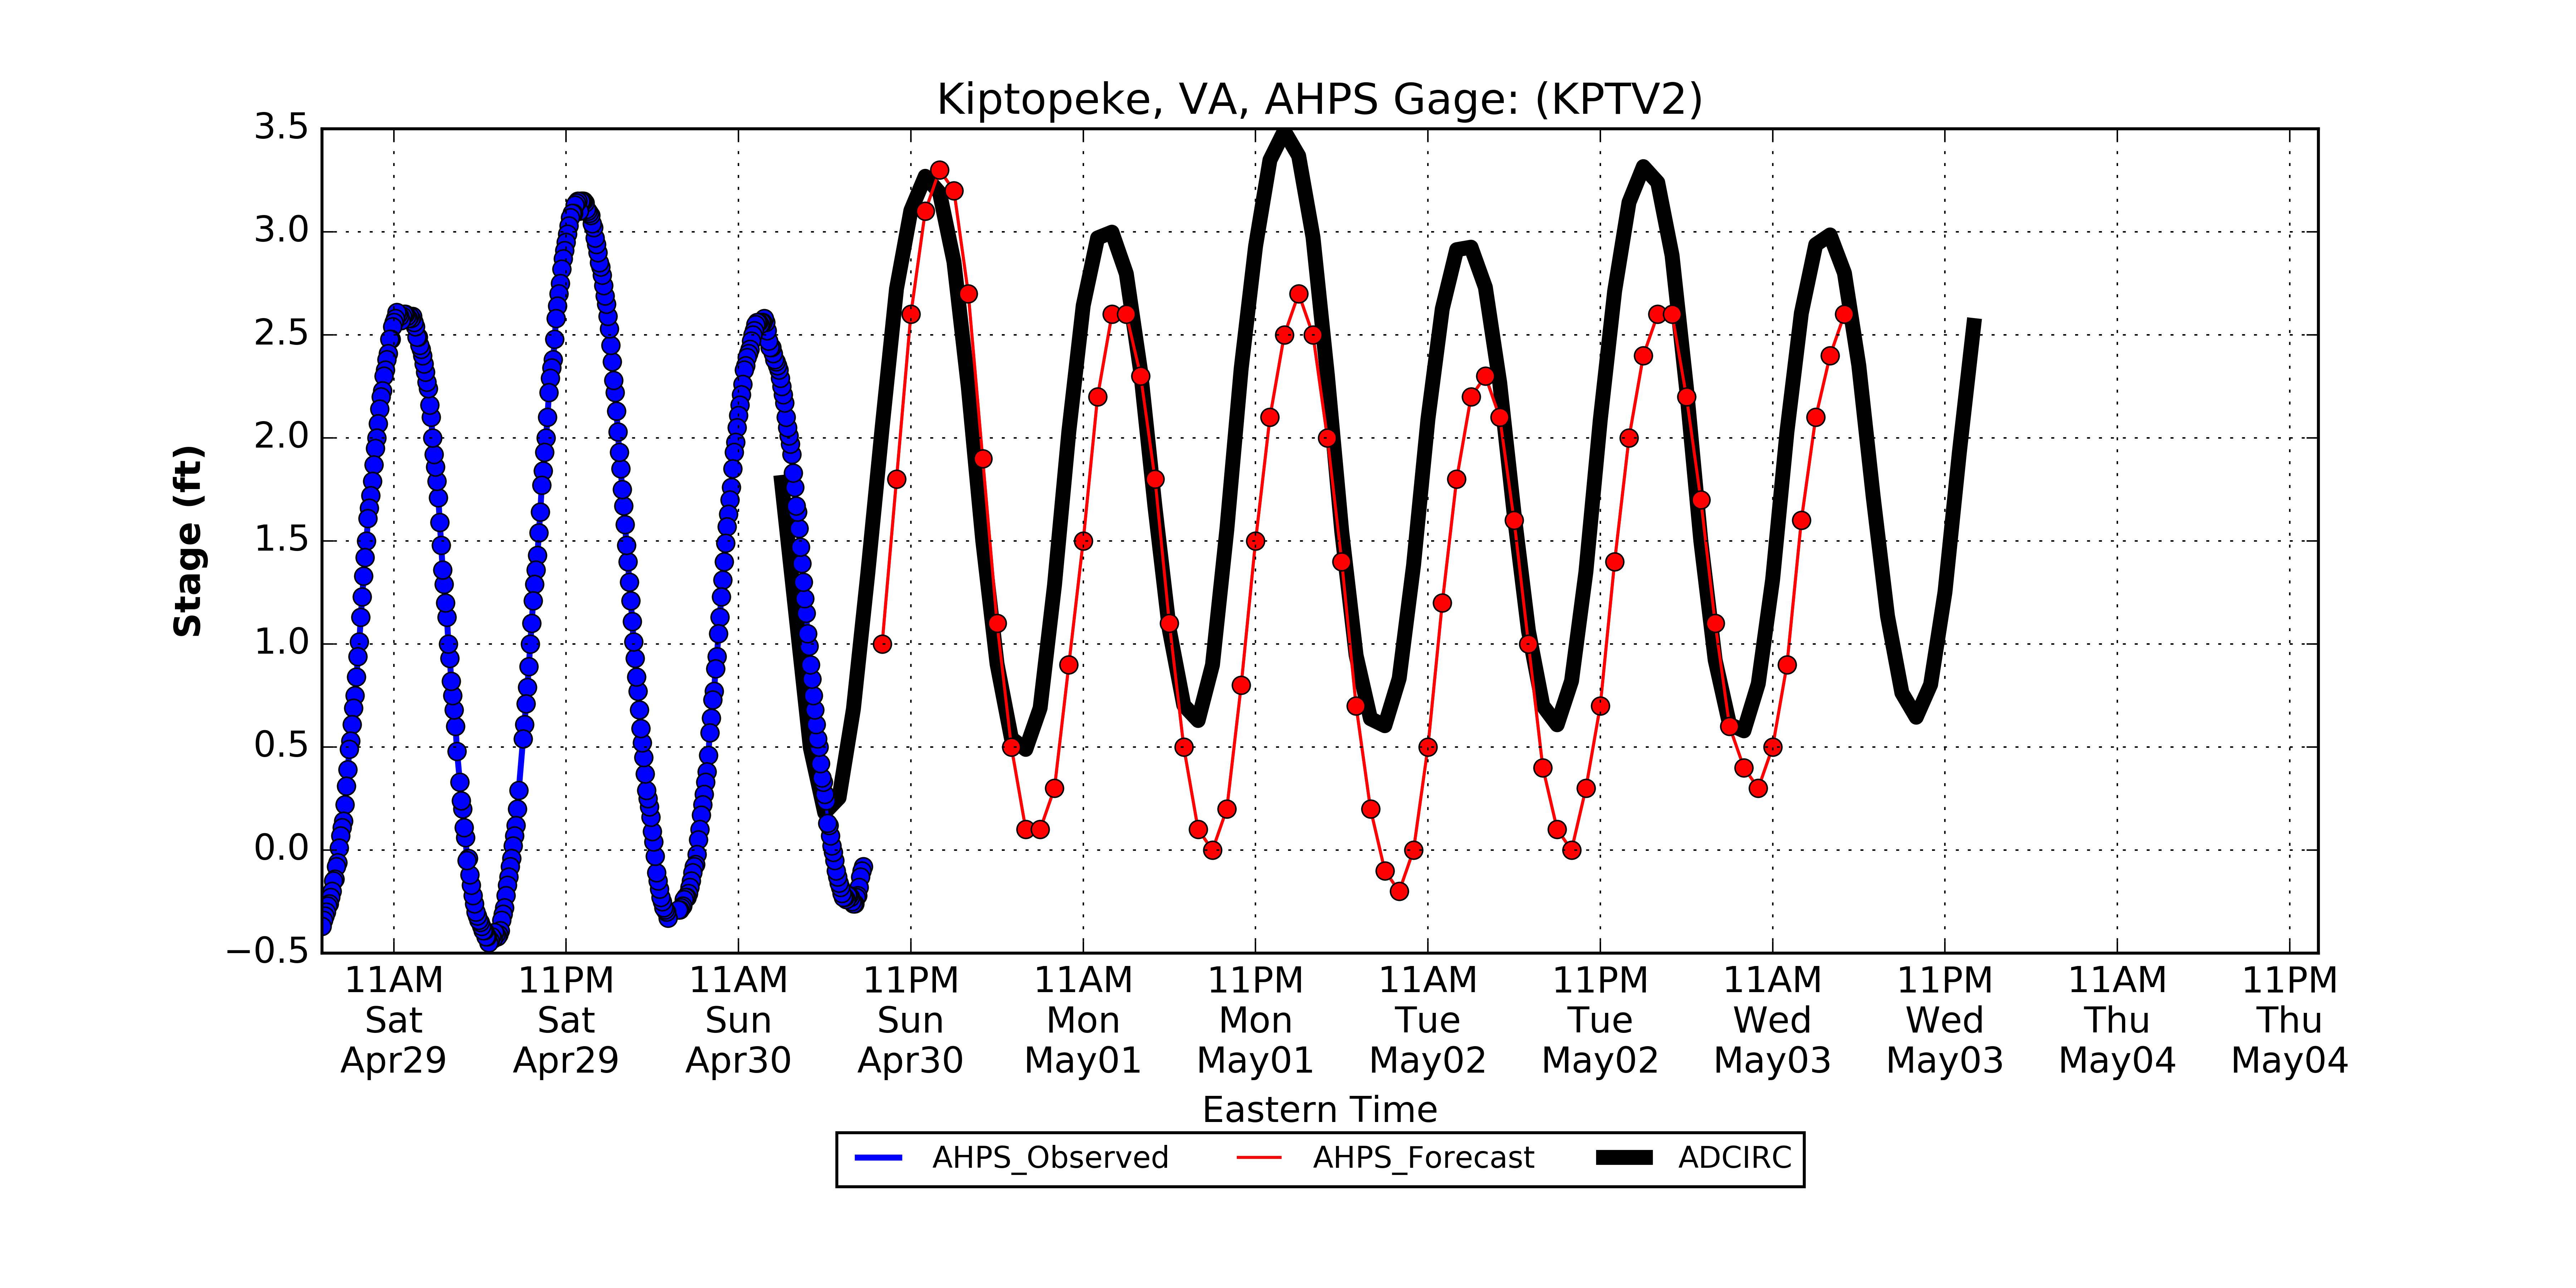 Kiptopeke, VA, AHPS Gage: (KPTV2)
3.5
3.0
2.5
2.0
1.5
1.0
0.5
0.0
−0.5
Stage (ft)
11AM 11PM 11AM 11PM 11AM 11PM 11AM 11PM 11AM 11PM 11AM 11PM
Sat Sat Sun Sun Mon Mon Tue Tue Wed Wed Thu Thu
Apr29 Apr29 Apr30 Apr30 May01 May01 May02 May02 May03 May03 May04 May04
Eastern Time
AHPS_Observed AHPS_Forecast ADCIRC